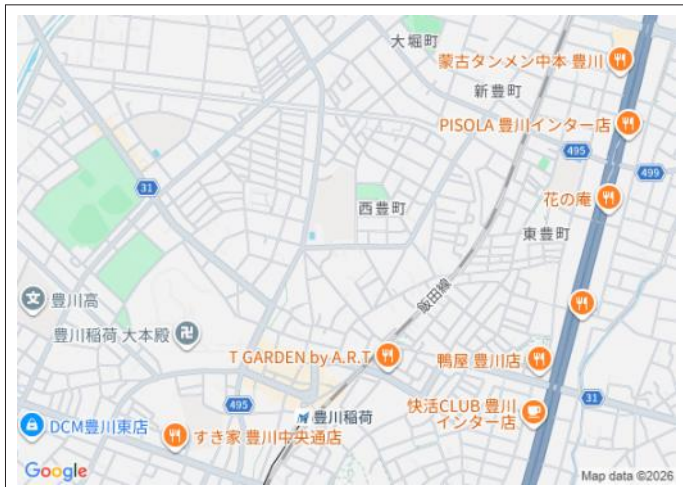 大堀町
蒙古タンメン中本 豊川
新豊町
PISOLA 豊川インター店
495
499
31
花の庵
西豊町
東豊町
飯田線
文
豊川高
豊川稲荷 大本殿
卍
T GARDEN by A.R.T
鴨屋 豊川店
31
495
豊川稲荷
快活CLUB 豊川
インター店
DCM豊川東店
すき家 豊川中央通店
Google
Map data ©2026